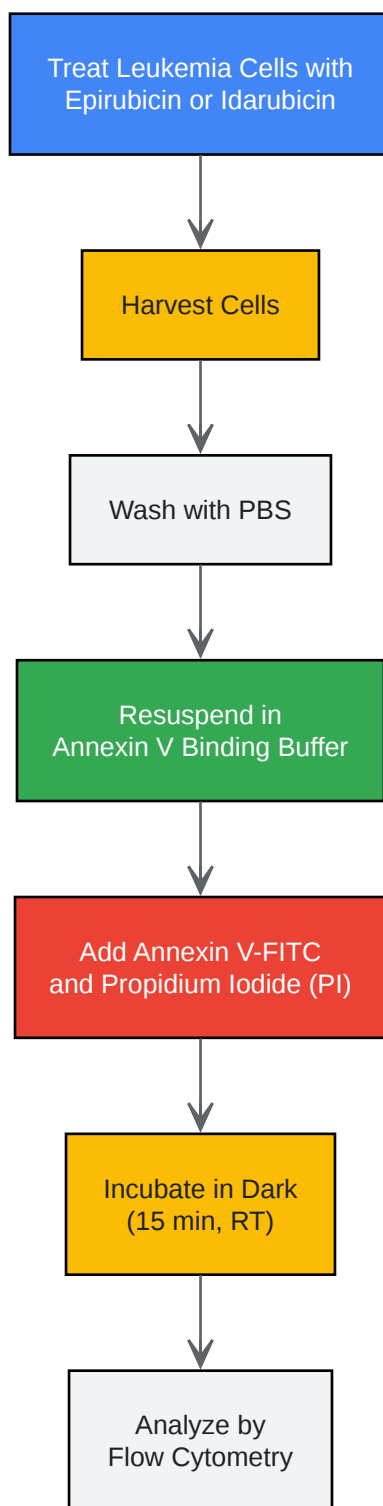 Treat Leukemia Cells with
Epirubicin or Idarubicin
Harvest Cells
Wash with PBS
Resuspend in
Annexin V Binding Buffer
Add Annexin V-FITC
and Propidium Iodide (PI)
Incubate in Dark
(15 min, RT)
Analyze by
Flow Cytometry